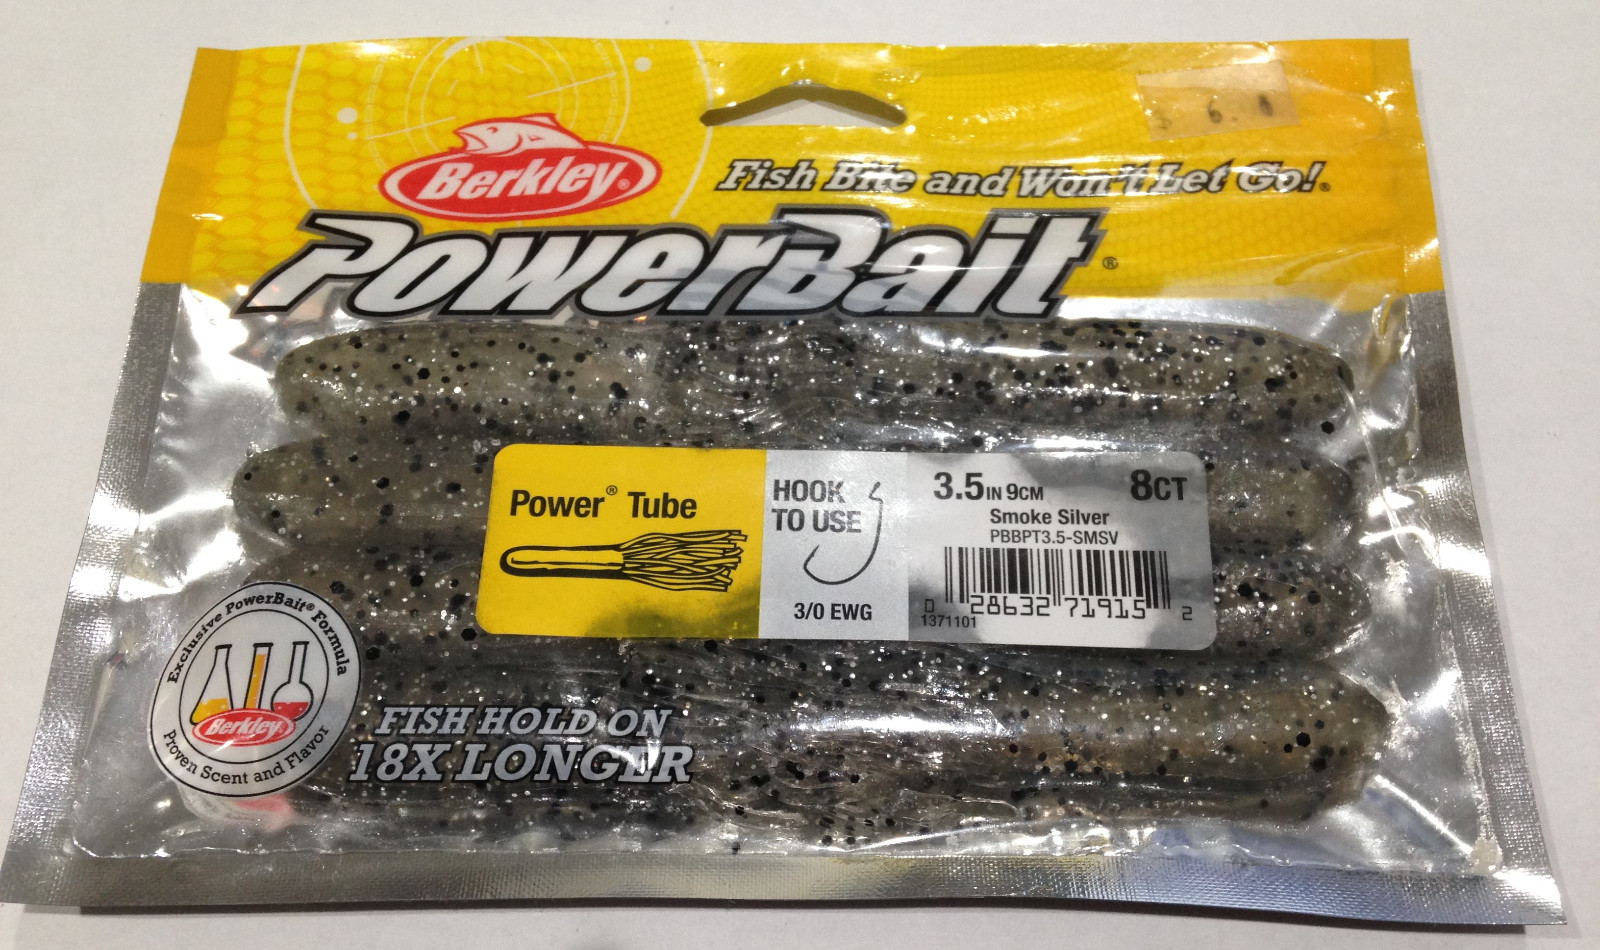 6
Berkley®
Fish Bite and Won't Let Go!®
PowerBait®
Power® Tube
HOOK
TO USE
3/0 EWG
3.5IN 9CM 8CT
Smoke Silver
PBBPT3.5-SMSV
0 28632 71915 2
1371101
Exclusive PowerBait® Formula
Berkley®
Proven Scent and Flavor
FISH HOLD ON
18X LONGER